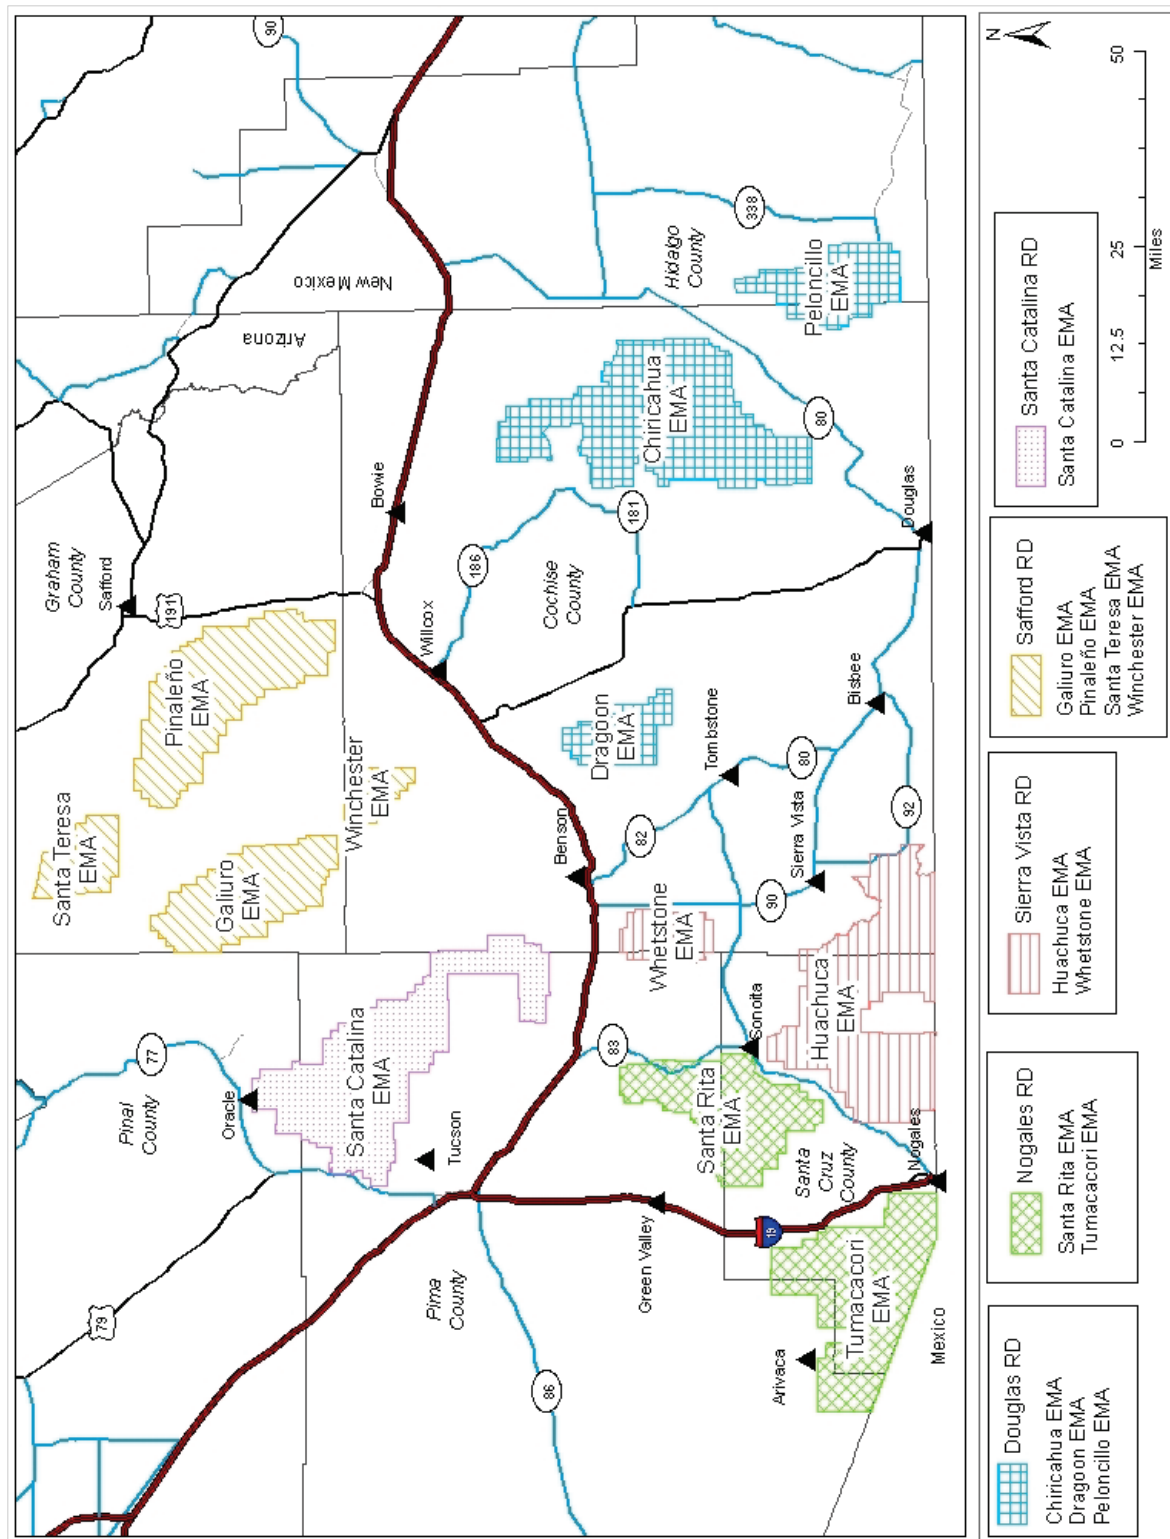 79
77
Pinal
County
Oracle
Santa Teresa
EMA
Galiuro
EMA
Pinaleño
EMA
Graham
County
Safford
191
Arizona
New Mexico
90
Santa Catalina
EMA
Tucson
Winchester
EMA
Bowie
Willcox
186
Pima
County
86
Benson
Dragoon
EMA
Cochise
County
181
Chiricahua
EMA
Hidalgo
County
338
Green Valley
83
Santa Rita
EMA
Whetstone
EMA
82
Tombstone
80
90
Sonoita
Sierra Vista
80
Peloncillo
EMA
Arivaca
19
Santa
Cruz
County
Huachuca
EMA
Bisbee
92
Douglas
Tumacacori
EMA
Nogales
Mexico
Douglas RD
Chiricahua EMA
Dragoon EMA
Peloncillo EMA
Nogales RD
Santa Rita EMA
Tumacacori EMA
Sierra Vista RD
Huachuca EMA
Whetstone EMA
Safford RD
Galiuro EMA
Pinaleño EMA
Santa Teresa EMA
Winchester EMA
Santa Catalina RD
Santa Catalina EMA
N
0 12.5 25 50
Miles